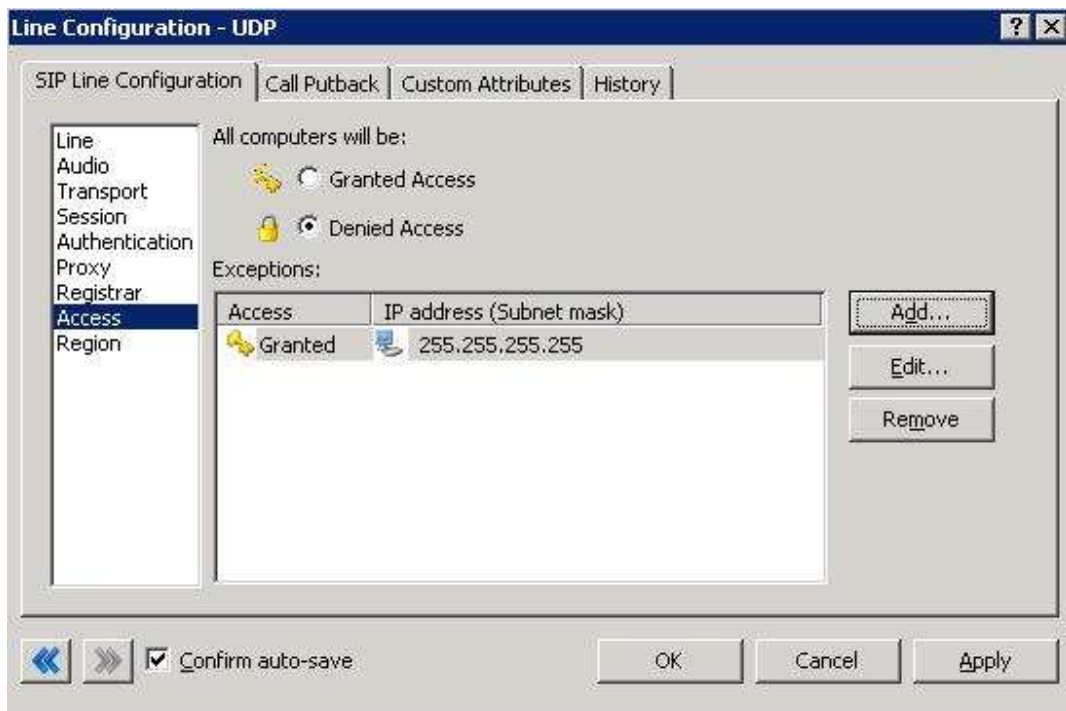 Line Configuration - UDP
SIP Line Configuration Call Putback Custom Attributes History
Line
Audio
Transport
Session
Authentication
Proxy
Registrar
Access
Region
All computers will be:
Granted Access
Denied Access
Exceptions:
Access IP address (Subnet mask)
Granted 255.255.255.255
Add...
Edit...
Remove
Confirm auto-save
OK
Cancel
Apply